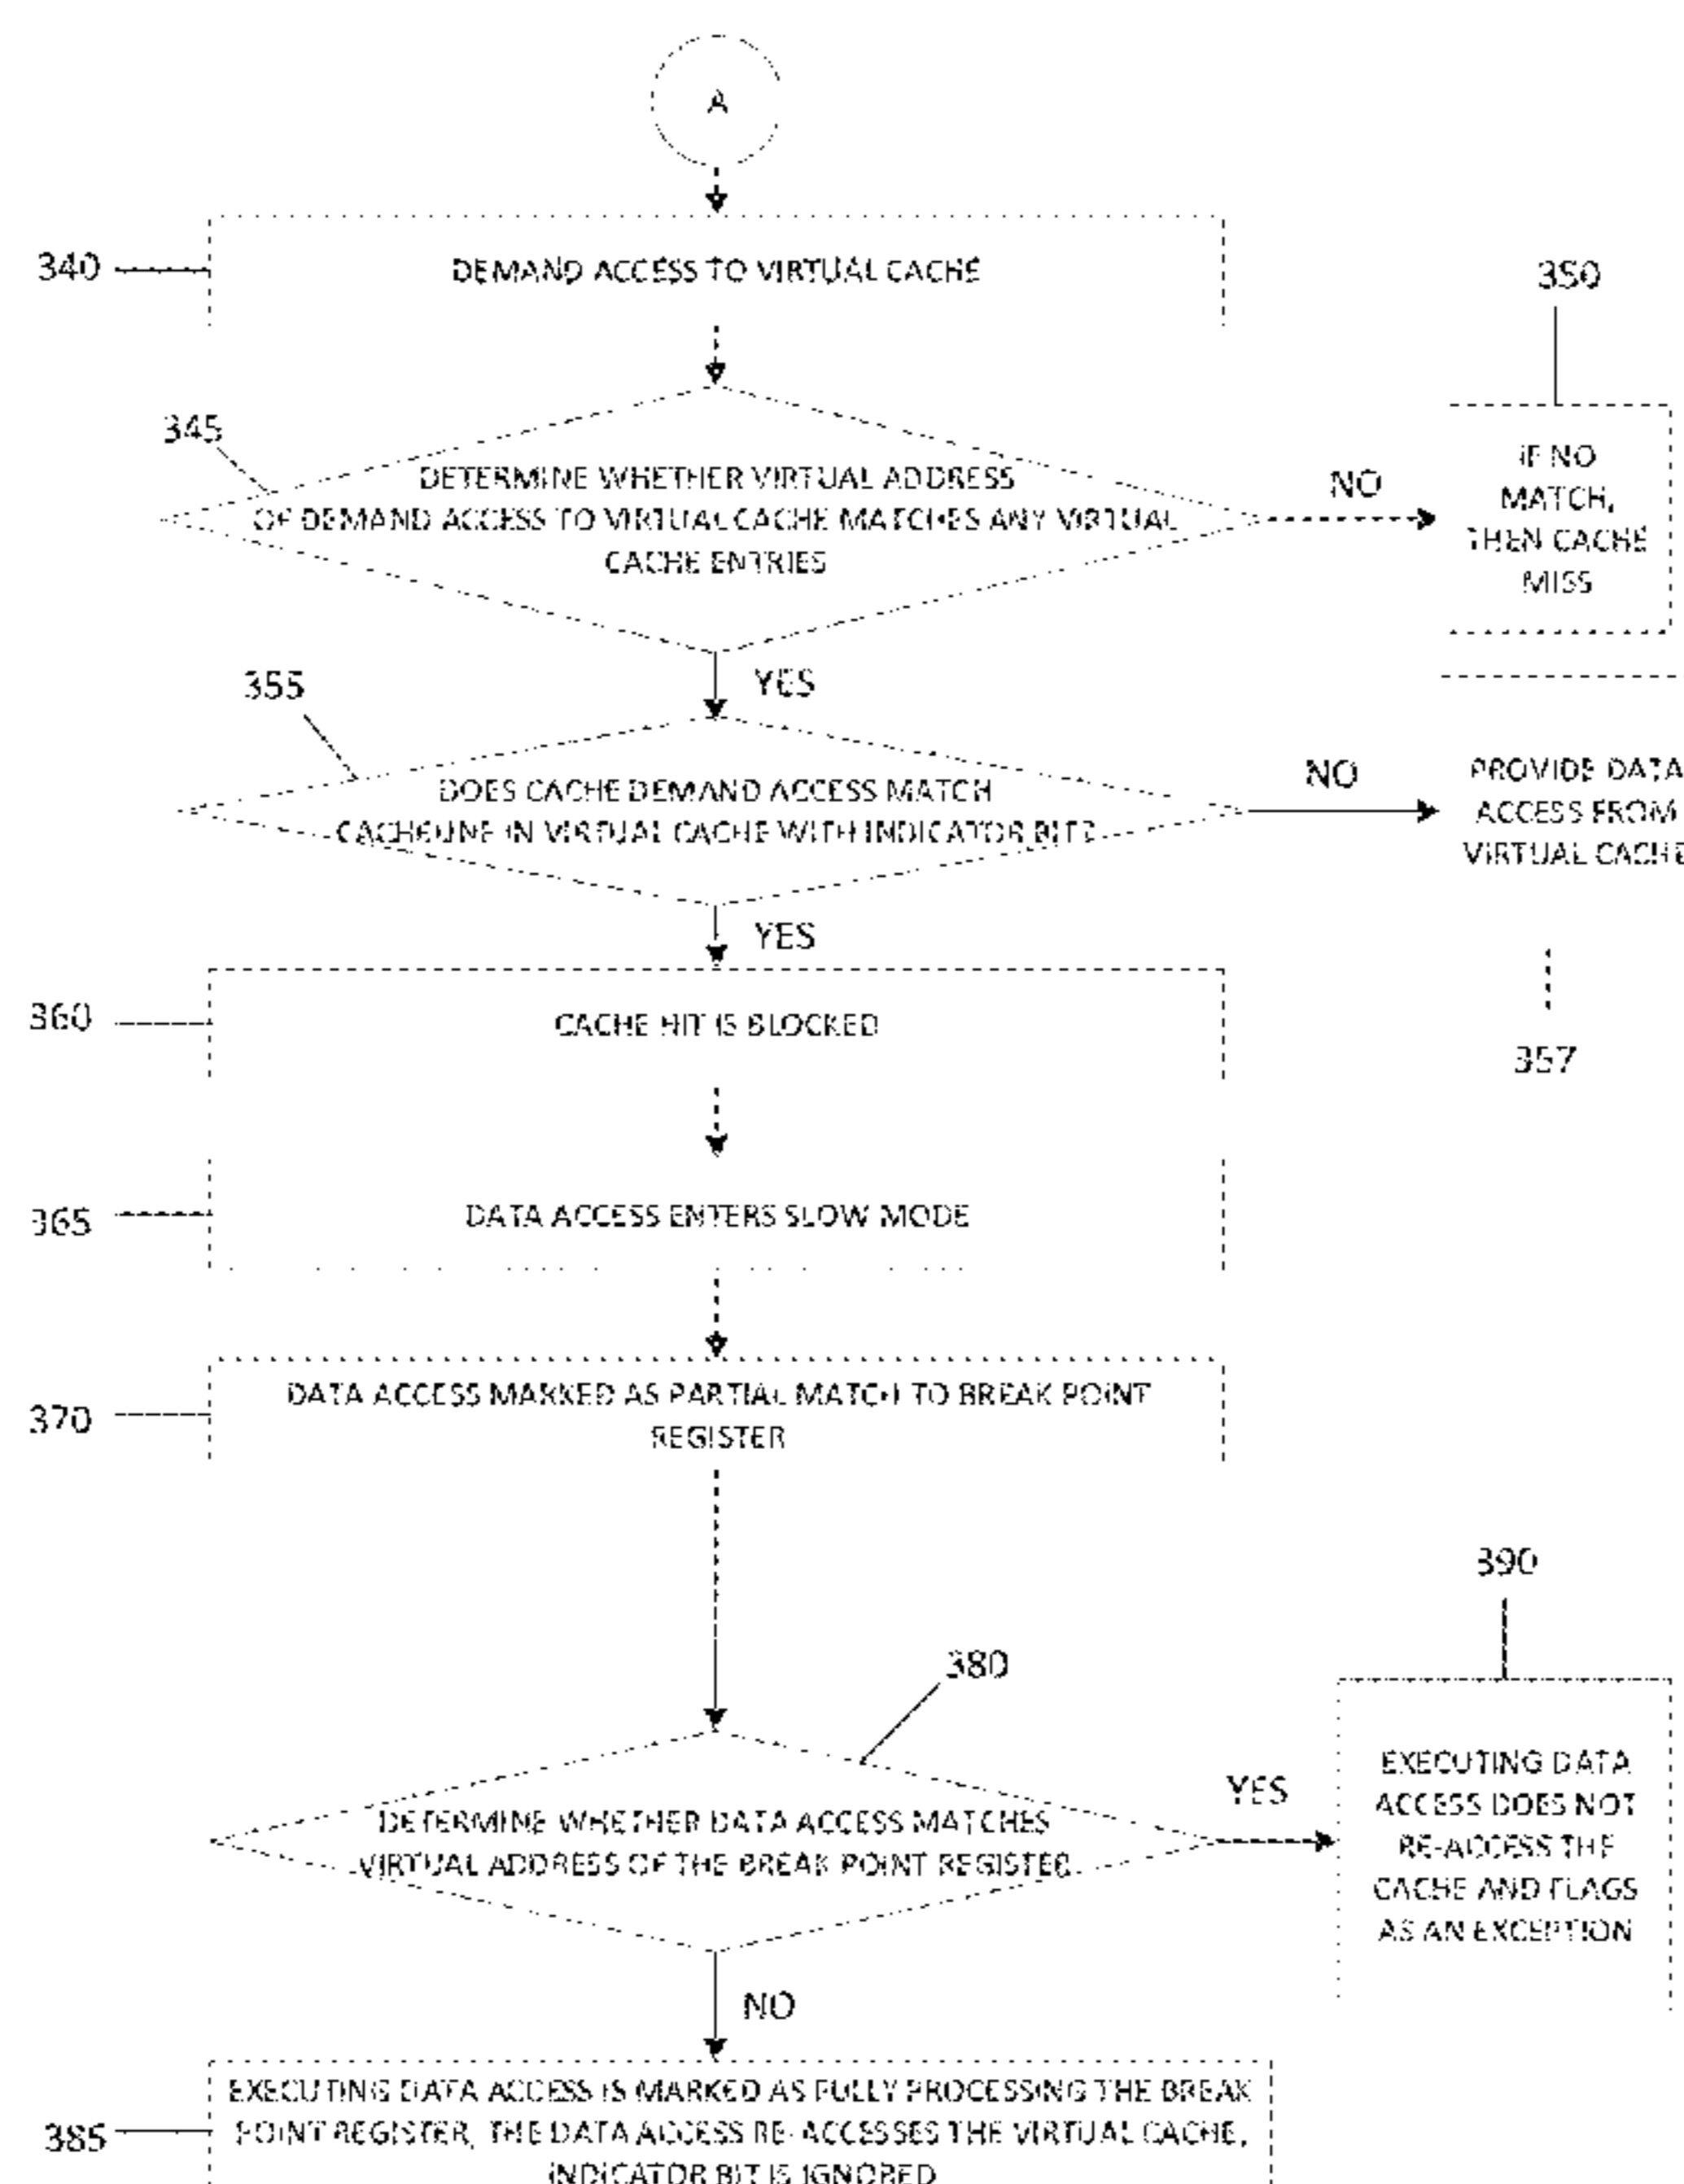 A
340
DEMAND ACCESS TO VIRTUAL CACHE
350
345
DETERMINE WHETHER VIRTUAL ADDRESS
OF DEMAND ACCESS TO VIRTUAL CACHE MATCHES ANY VIRTUAL
CACHE ENTRIES
NO
IF NO
MATCH,
THEN CACHE
MISS
YES
355
DOES CACHE DEMAND ACCESS MATCH
CACHELINE IN VIRTUAL CACHE WITH INDICATOR BIT?
NO
PROVIDE DATA
ACCESS FROM
VIRTUAL CACHE
357
YES
360
CACHE HIT IS BLOCKED
365
DATA ACCESS ENTERS SLOW MODE
370
DATA ACCESS MARKED AS PARTIAL MATCH TO BREAK POINT
REGISTER
380
DETERMINE WHETHER DATA ACCESS MATCHES
VIRTUAL ADDRESS OF THE BREAK POINT REGISTER
YES
390
EXECUTING DATA
ACCESS DOES NOT
RE-ACCESS THE
CACHE AND FLAGS
AS AN EXCEPTION
NO
385
EXECUTING DATA ACCESS IS MARKED AS FULLY PROCESSING THE BREAK
POINT REGISTER, THE DATA ACCESS RE-ACCESSES THE VIRTUAL CACHE,
INDICATOR BIT IS IGNORED